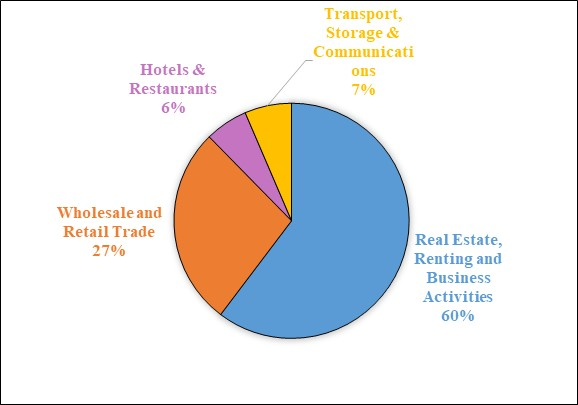 Transport,
Storage &
Communicati
ons
7%
Hotels &
Restaurants
6%
Wholesale and
Retail Trade
27%
Real Estate,
Renting and
Business
Activities
60%